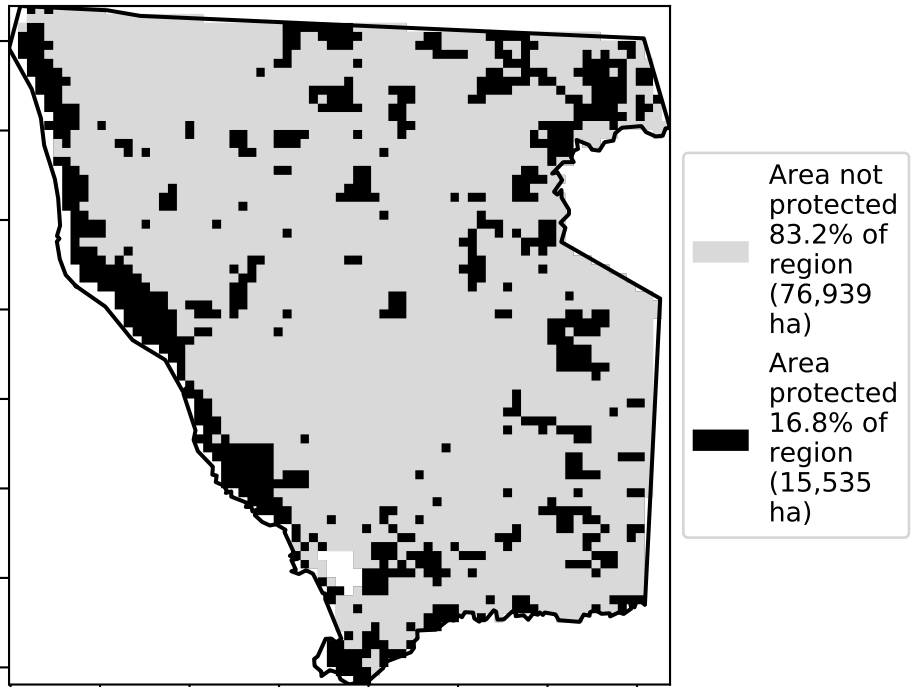 Area not
protected
83.2% of
region
(76,939
ha)
Area
protected
16.8% of
region
(15,535
ha)